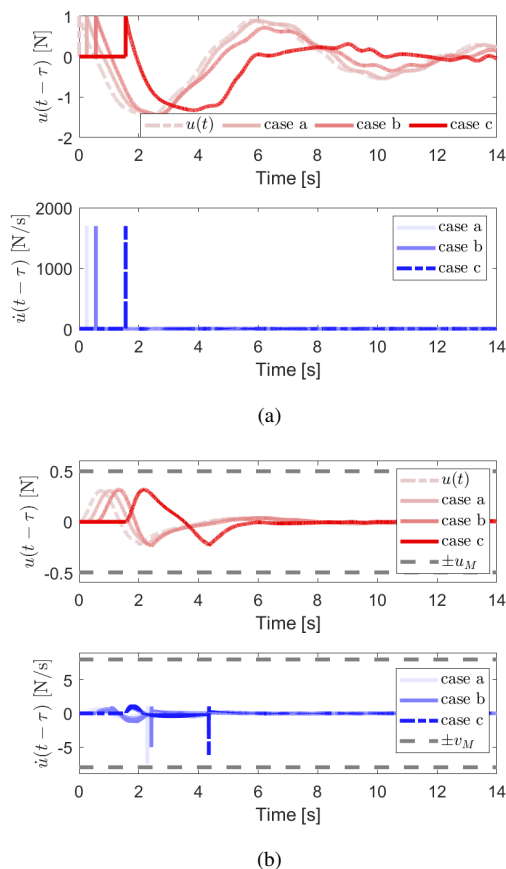 1
0
-1
-2
u(t − τ) [N]
u(t) case a case b case c
0 2 4 6 8 10 12 14
Time [s]
2000
1000
0
u̇(t − τ) [N/s]
case a
case b
case c
0 2 4 6 8 10 12 14
Time [s]
(a)
0.5
0
-0.5
u(t − τ) [N]
u(t)
case a
case b
case c
±u_M
0 2 4 6 8 10 12 14
Time [s]
5
0
-5
u̇(t − τ) [N/s]
case a
case b
case c
±v_M
0 2 4 6 8 10 12 14
Time [s]
(b)